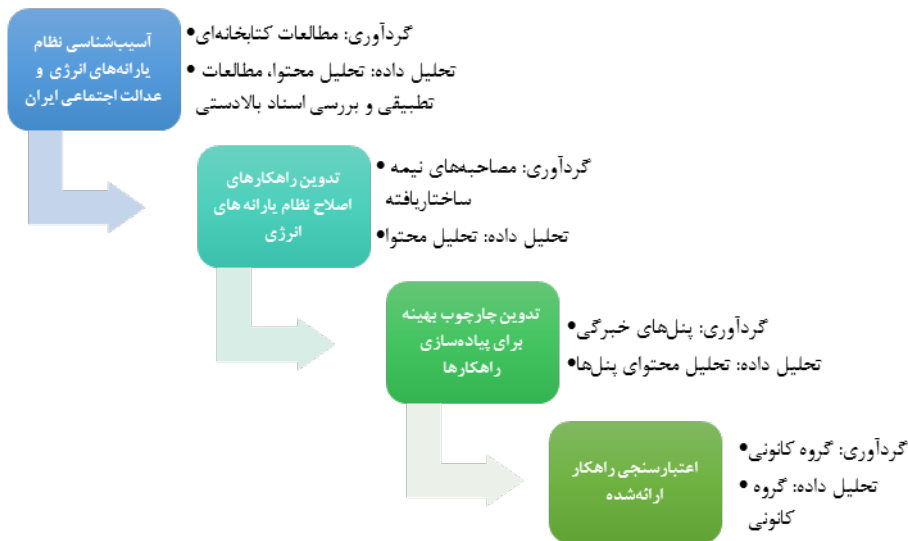 آسیب‌شناسی نظام
یارانه‌های انرژی و
عدالت اجتماعی ایران
•گردآوری: مطالعات کتابخانه‌ای
• تحلیل داده: تحلیل محتوا، مطالعات
تطبیقی و بررسی اسناد بالادستی
تدوین راهکارهای
اصلاح نظام یارانه های
انرژی
• گردآوری: مصاحبه‌های نیمه
ساختاریافته
•تحلیل داده: تحلیل محتوا
تدوین چارچوب بهینه
برای پیاده‌سازی
راهکارها
•گردآوری: پنل‌های خبرگی
•تحلیل داده: تحلیل محتوای پنل‌ها
اعتبارسنجی راهکار
ارائه‌شده
•گردآوری: گروه کانونی
• تحلیل داده: گروه
کانونی